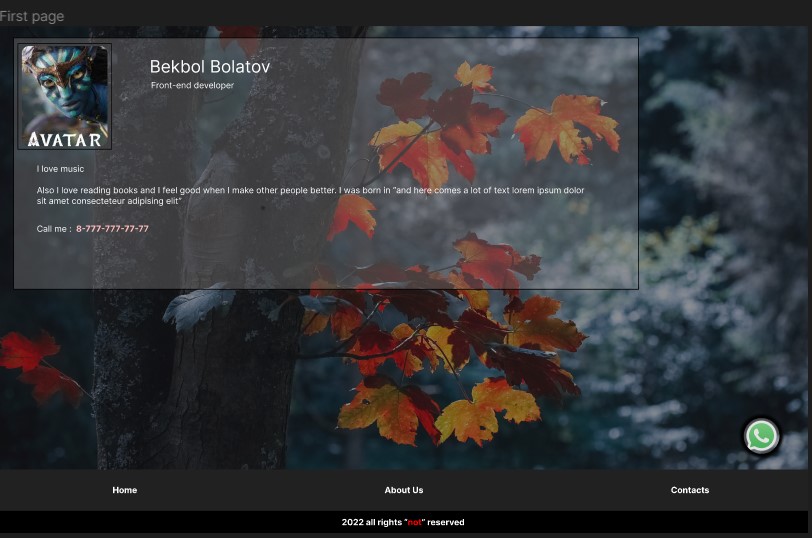 First page
AVATAR
Bekbol Bolatov
Front-end developer
I love music
Also I love reading books and I feel good when I make other people better. I was born in “and here comes a lot of text lorem ipsum dolor
sit amet consecteteur adipising elit”
Call me : 8-777-777-77-77
Home
About Us
Contacts
2022 all rights “not” reserved